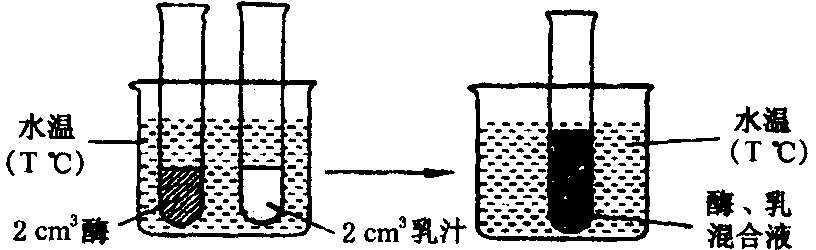 水温
(T ℃)
2 cm³酶
2 cm³乳汁
水温
(T ℃)
酶、乳
混合液